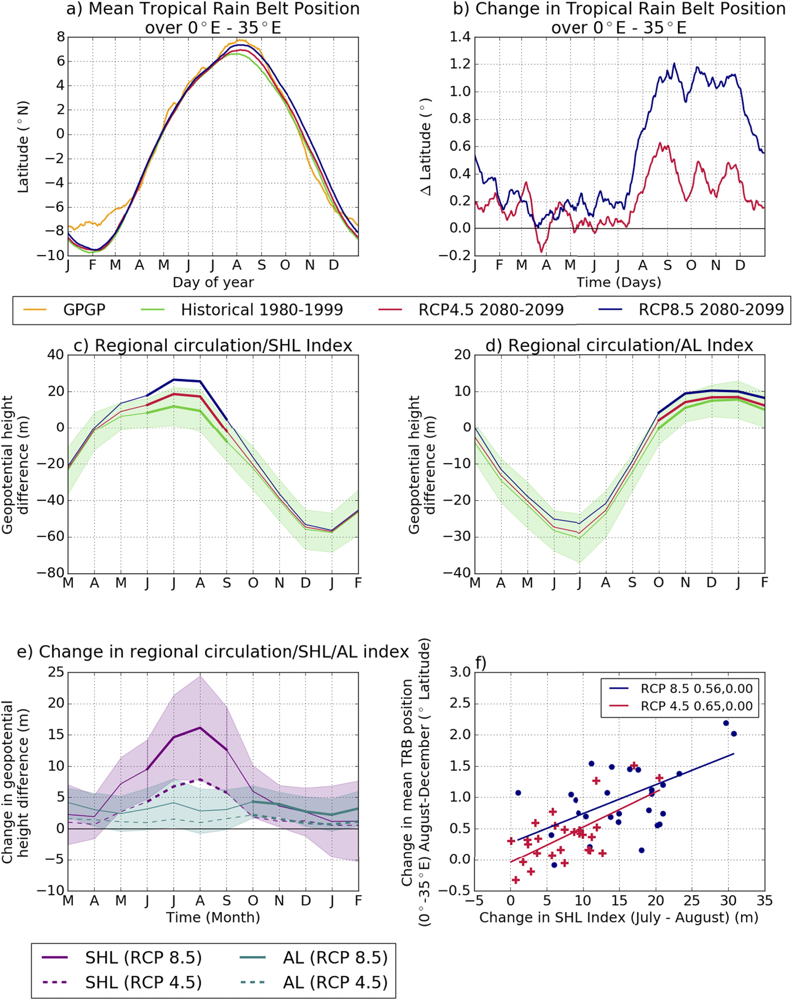 a) Mean Tropical Rain Belt Position
over 0°E - 35°E
8
6
4
2
0
−2
−4
−6
−8
−10
Latitude (°N)
J F M A M J J A S O N D
Day of year
b) Change in Tropical Rain Belt Position
over 0°E - 35°E
1.4
1.2
1.0
0.8
0.6
0.4
0.2
0.0
−0.2
Δ Latitude (°)
J F M A M J J A S O N D
Time (Days)
GPGP Historical 1980-1999 RCP4.5 2080-2099 RCP8.5 2080-2099
c) Regional circulation/SHL Index
40
20
0
−20
−40
−60
−80
Geopotential height
difference (m)
M A M J J A S O N D J F
d) Regional circulation/AL Index
20
10
0
−10
−20
−30
−40
Geopotential height
difference (m)
M A M J J A S O N D J F
e) Change in regional circulation/SHL/AL index
25
20
15
10
5
0
−5
−10
Change in geopotential
height difference (m)
M A M J J A S O N D J F
Time (Month)
SHL (RCP 8.5) AL (RCP 8.5)
SHL (RCP 4.5) AL (RCP 4.5)
f)
3.0
2.5
2.0
1.5
1.0
0.5
0.0
−0.5
Change in mean TRB position
(0°-35°E) August-December (° Latitude)
RCP 8.5 0.56,0.00
RCP 4.5 0.65,0.00
−5 0 5 10 15 20 25 30 35
Change in SHL Index (July - August) (m)